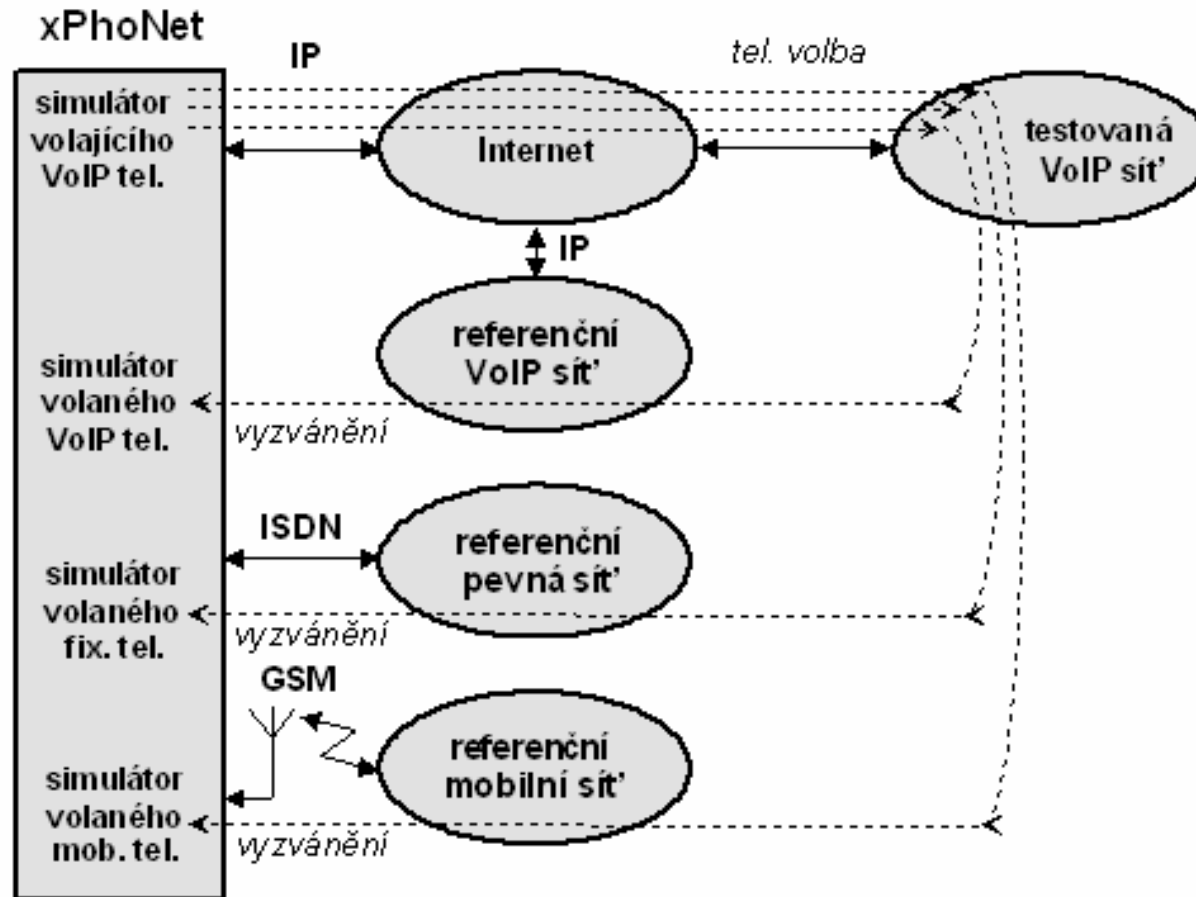 xPhoNet
IP
tel. volba
simulátor
volajícího
VoIP tel.
Internet
testovaná
VoIP síť
IP
referenční
VoIP síť
simulátor
volaného
VoIP tel.
vyzvánění
ISDN
referenční
pevná síť
simulátor
volaného
fix. tel.
vyzvánění
GSM
referenční
mobilní síť
simulátor
volaného
mob. tel.
vyzvánění